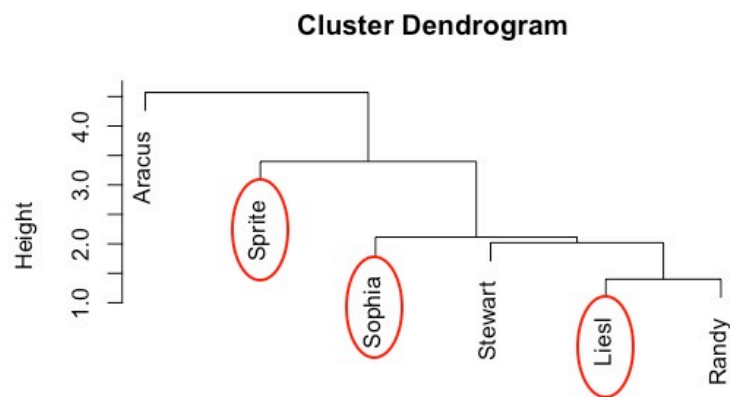 Cluster Dendrogram
Height
4.0
3.0
2.0
1.0
Aracus
Sprite
Sophia
Stewart
Liesl
Randy